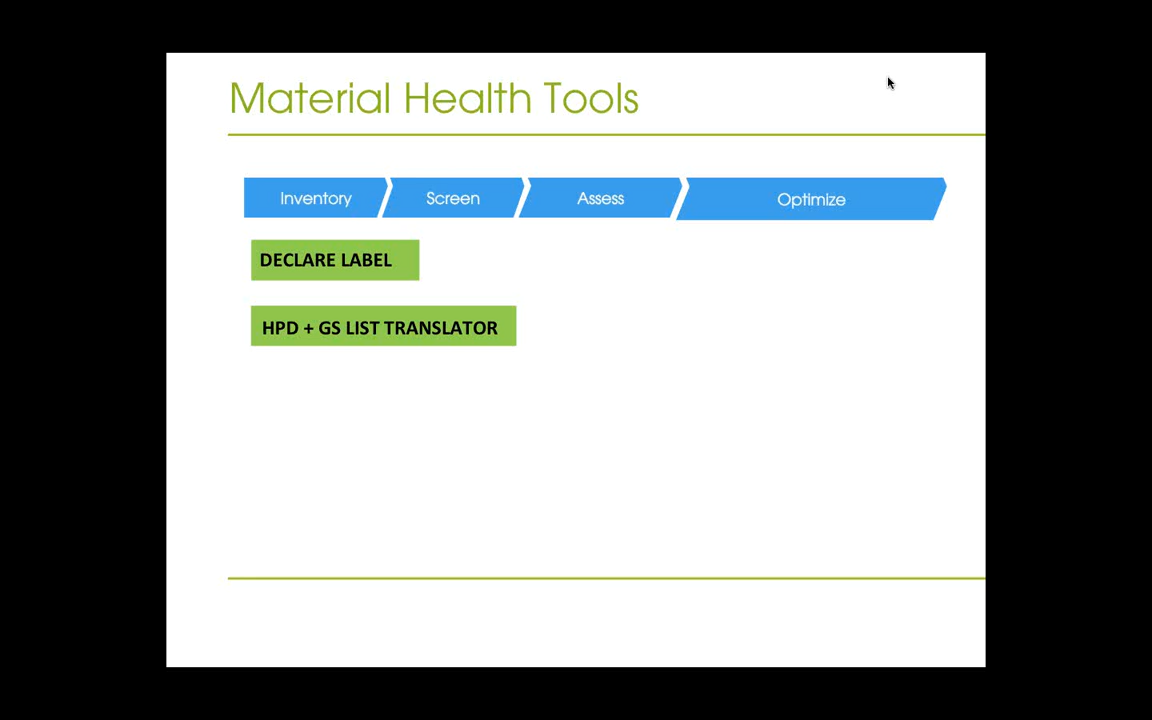 Material Health Tools
Inventory Screen Assess Optimize
DECLARE LABEL
HPD + GS LIST TRANSLATOR